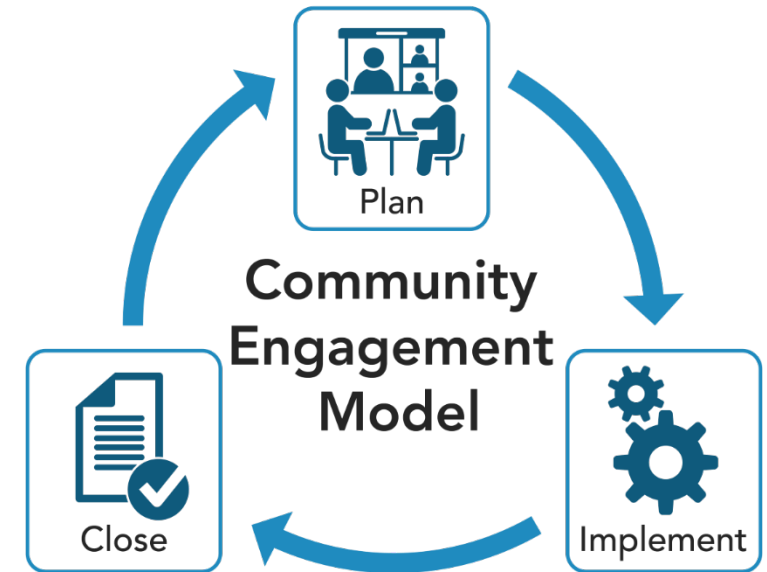 Plan
Community
Engagement
Model
Close
Implement